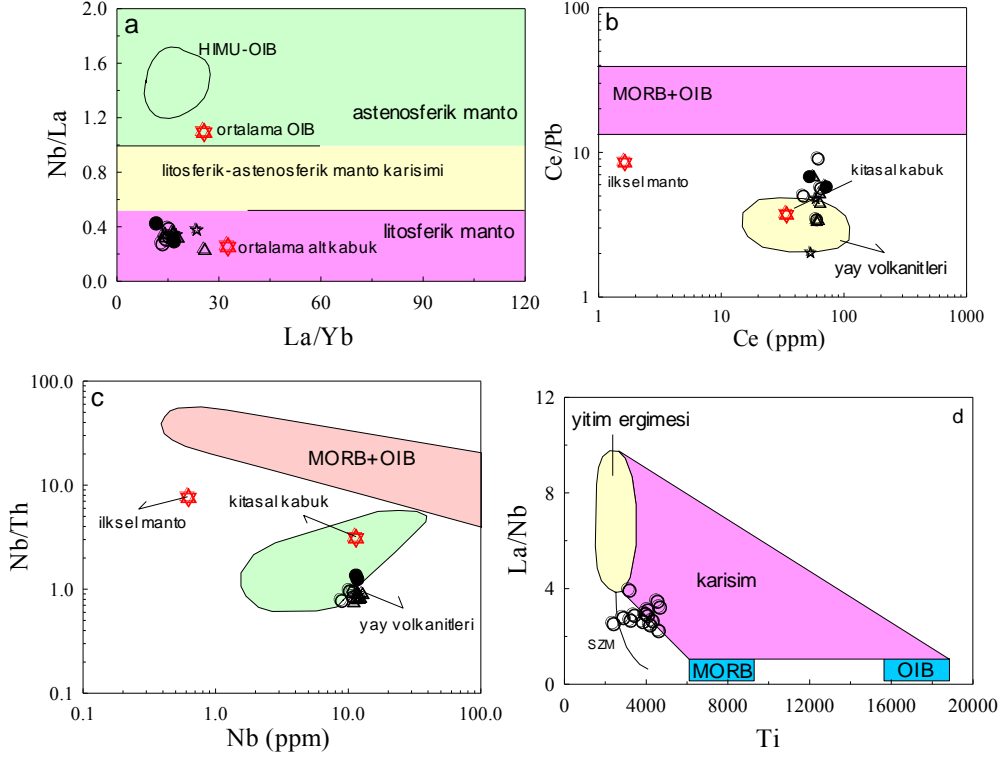 a
2.0
1.6
1.2
0.8
0.4
0.0
Nb/La
HIMU-OIB
astenosferik manto
ortalama OIB
litosferik-astenosferik manto karisimi
litosferik manto
ortalama alt kabuk
0
30
60
90
120
La/Yb
b
100
10
1
Ce/Pb
MORB+OIB
ilksel manto
kitasal kabuk
yay volkanitleri
1
10
100
1000
Ce (ppm)
c
100.0
10.0
1.0
0.1
Nb/Th
MORB+OIB
kitasal kabuk
ilksel manto
yay volkanitleri
0.1
1.0
10.0
100.0
Nb (ppm)
d
12
8
4
0
La/Nb
yitim ergimesi
karisim
SZM
MORB
OIB
0
4000
8000
12000
16000
20000
Ti